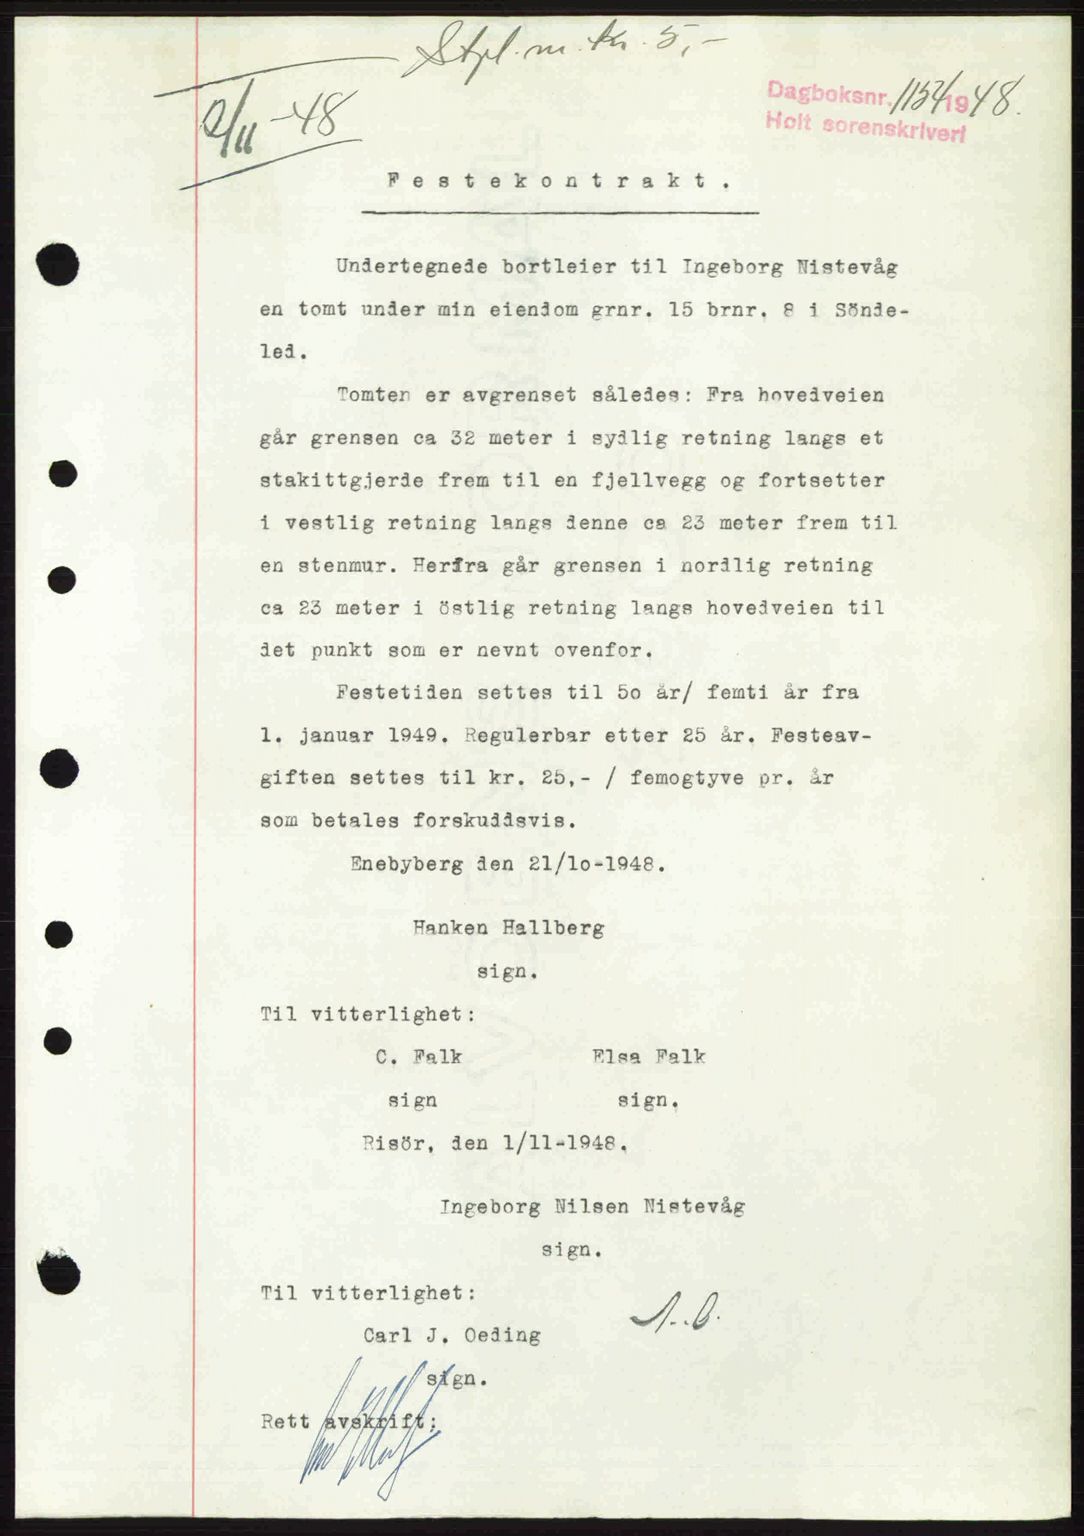 Stpl. m. kr. 5,-
Dagboksnr. 1152/1948.
Holt sorenskriveri
2/11-48
Festekontrakt.
Undertegnede bortleier til Ingeborg Nistevåg
en tomt under min eiendom grnr. 15 brnr. 8 i Sönde-
led.
Tomten er avgrenset således: Fra hovedveien
går grensen ca 32 meter i sydlig retning langs et
stakittgjerde frem til en fjellvegg og fortsetter
i vestlig retning langs denne ca 23 meter frem til
en stenmur. Herfra går grensen i nordlig retning
ca 23 meter i östlig retning langs hovedveien til
det punkt som er nevnt ovenfor.
Festetiden settes til 5o år/ femti år fra
1. januar 1949. Regulerbar etter 25 år. Festeav-
giften settes til kr. 25,- / femogtyve pr. år
som betales forskuddsvis.
Enebyberg den 21/1o-1948.
Hanken Hallberg
sign.
Til vitterlighet:
C. Falk Elsa Falk
sign sign.
Risör, den 1/11-1948.
Ingeborg Nilsen Nistevåg
sign.
Til vitterlighet:
Carl J. Oeding
sign.
Rett avskrift: